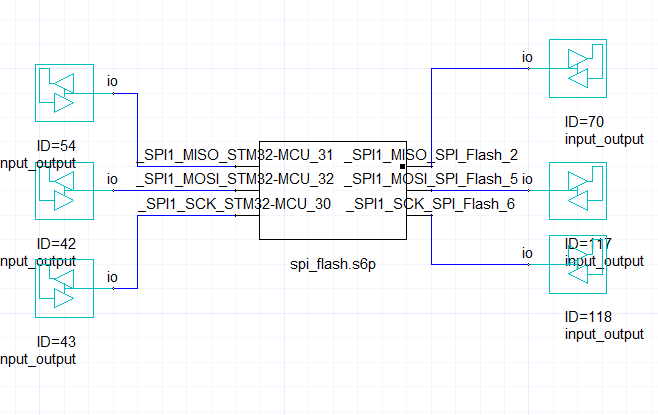 io
io
ID=54
input_output
ID=70
input_output
_SPI1_MISO_STM32-MCU_31 _SPI1_MISO_SPI_Flash_2
io _SPI1_MOSI_STM32-MCU_32 _SPI1_MOSI_SPI_Flash_5 io
_SPI1_SCK_STM32-MCU_30 _SPI1_SCK_SPI_Flash_6
ID=42
input_output
ID=117
input_output
io
io
spi_flash.s6p
ID=43
input_output
ID=118
input_output